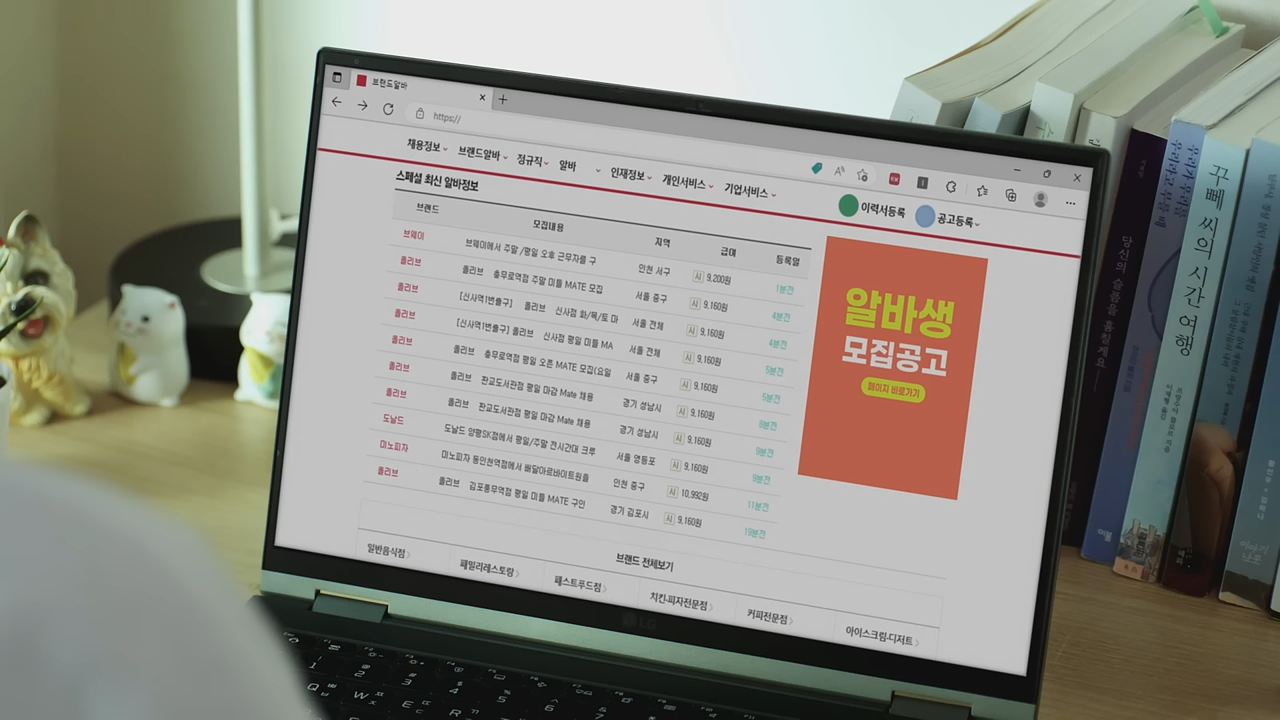 브랜드알바
https://
채용정보 브랜드알바 정규직 알바 인재정보 개인서비스 기업서비스
이력서등록 공고등록
스페셜 최신 알바정보
브랜드 모집내용 지역 급여 등록일
브웨이 브웨이에서 주말 /평일 오후 근무자를 구 인천 서구 시 9,200원 1분전
올리브 올리브 충무로역점 주말 미들 MATE 모집 서울 중구 시 9,160원 4분전
올리브 [신사역1번출구] 올리브 신사점 화/목/토 마 서울 전체 시 9,160원 4분전
올리브 [신사역1번출구] 올리브 신사점 평일 미들 MA 서울 전체 시 9,160원 5분전
올리브 올리브 충무로역점 평일 오픈 MATE 모집(요일 서울 중구 시 9,160원 5분전
올리브 올리브 판교도서관점 평일 마감 Mate 채용 경기 성남시 시 9,160원 8분전
올리브 올리브 판교도서관점 평일 마감 Mate 채용 경기 성남시 시 9,160원 9분전
도날드 도날드 양평SK점에서 평일/주말 전시간대 크루 서울 영등포 시 9,160원 9분전
미노피자 미노피자 동인천역점에서 배달아르바이트원을 인천 중구 시 10,992원 11분전
올리브 올리브 김포풍무역점 평일 미들 MATE 구인 경기 김포시 시 9,160원 19분전
알바생
모집공고
페이지 바로가기
브랜드 전체보기
일반음식점 패밀리레스토랑 패스트푸드점 치킨·피자전문점 커피전문점 아이스크림·디저트
LG
당신의 슬픔을 훔칠게요
꾸뻬 씨의 시간 여행